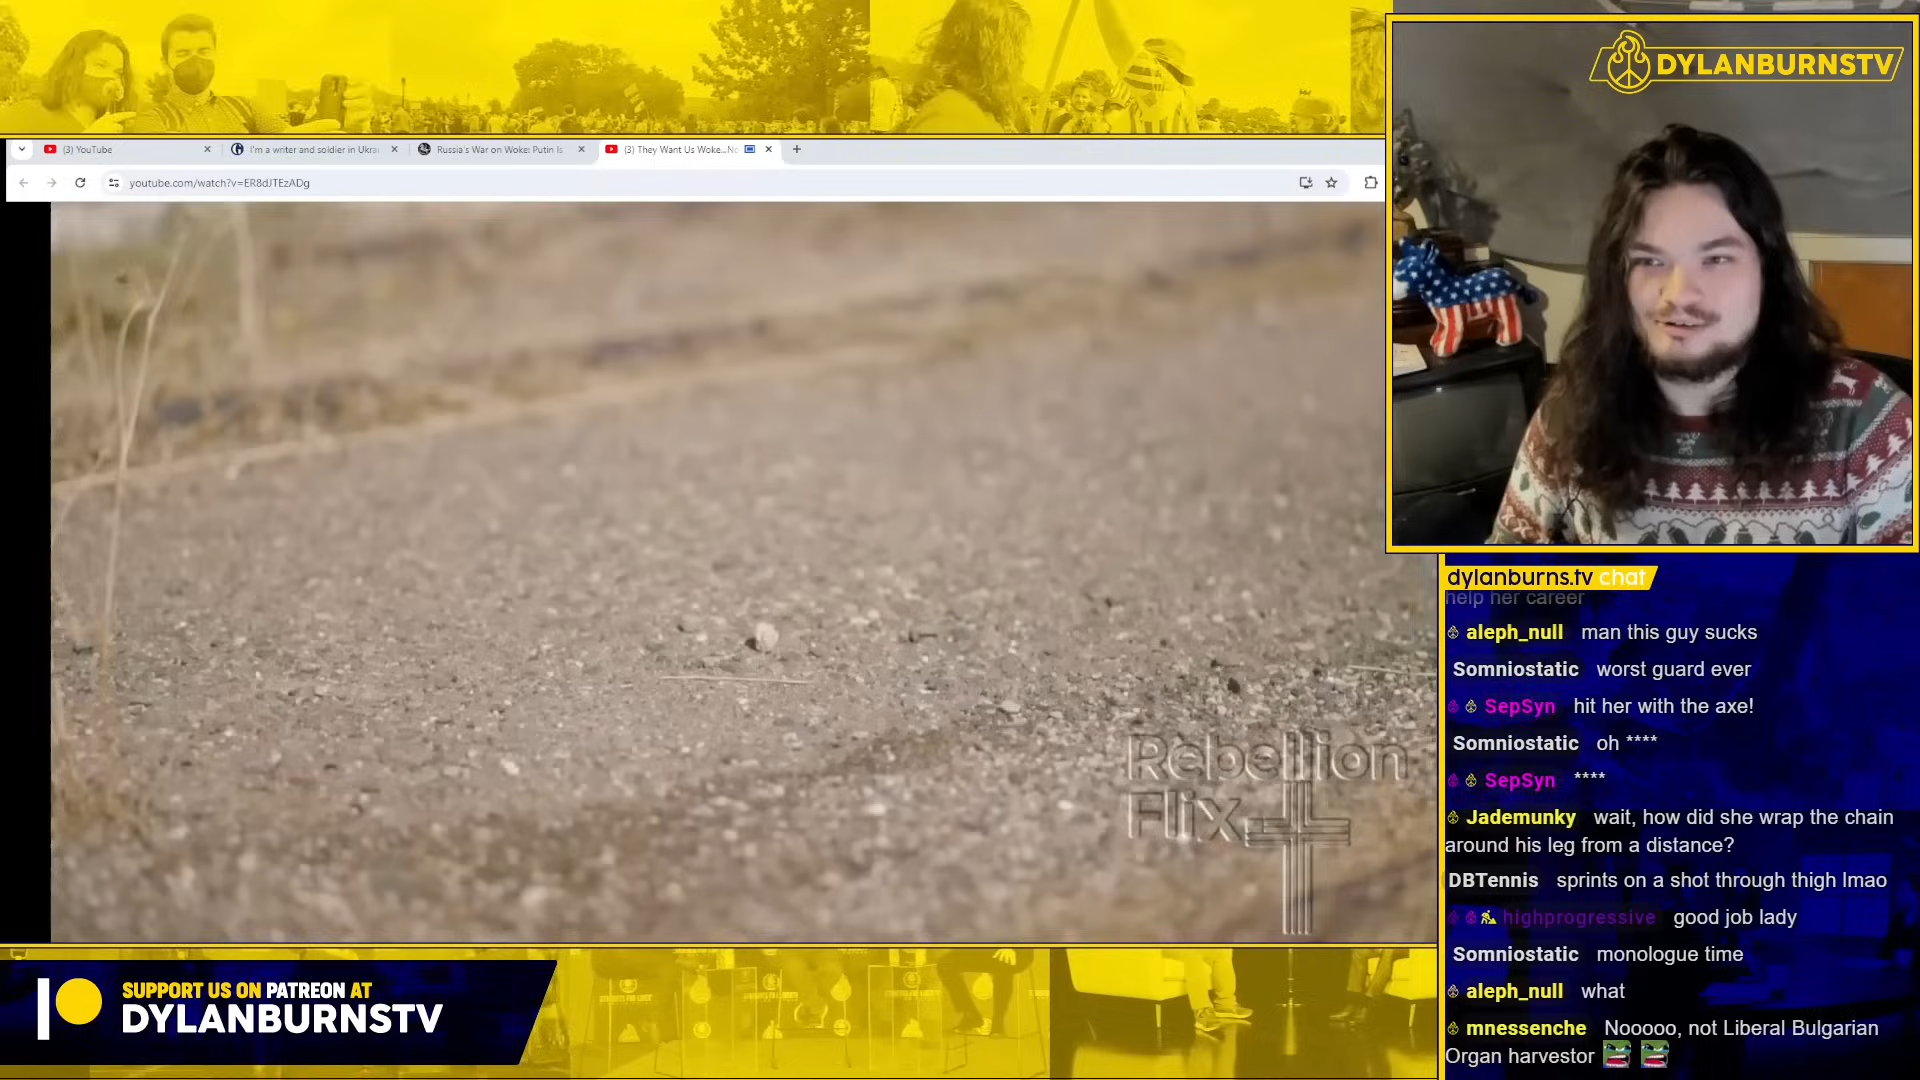 DYLANBURNSTV
(3) YouTube
I'm a writer and soldier in Ukra
Russia's War on Woke: Putin Is
(3) They Want Us Woke...No
youtube.com/watch?v=ER8dJTEzADg
Rebellion
Flix
dylanburns.tv chat
help her career
aleph_null man this guy sucks
Somniostatic worst guard ever
SepSyn hit her with the axe!
Somniostatic oh ****
SepSyn ****
Jademunky wait, how did she wrap the chain
around his leg from a distance?
DBTennis sprints on a shot through thigh lmao
highprogressive good job lady
Somniostatic monologue time
aleph_null what
mnessenche Nooooo, not Liberal Bulgarian
Organ harvestor
SUPPORT US ON PATREON AT
DYLANBURNSTV